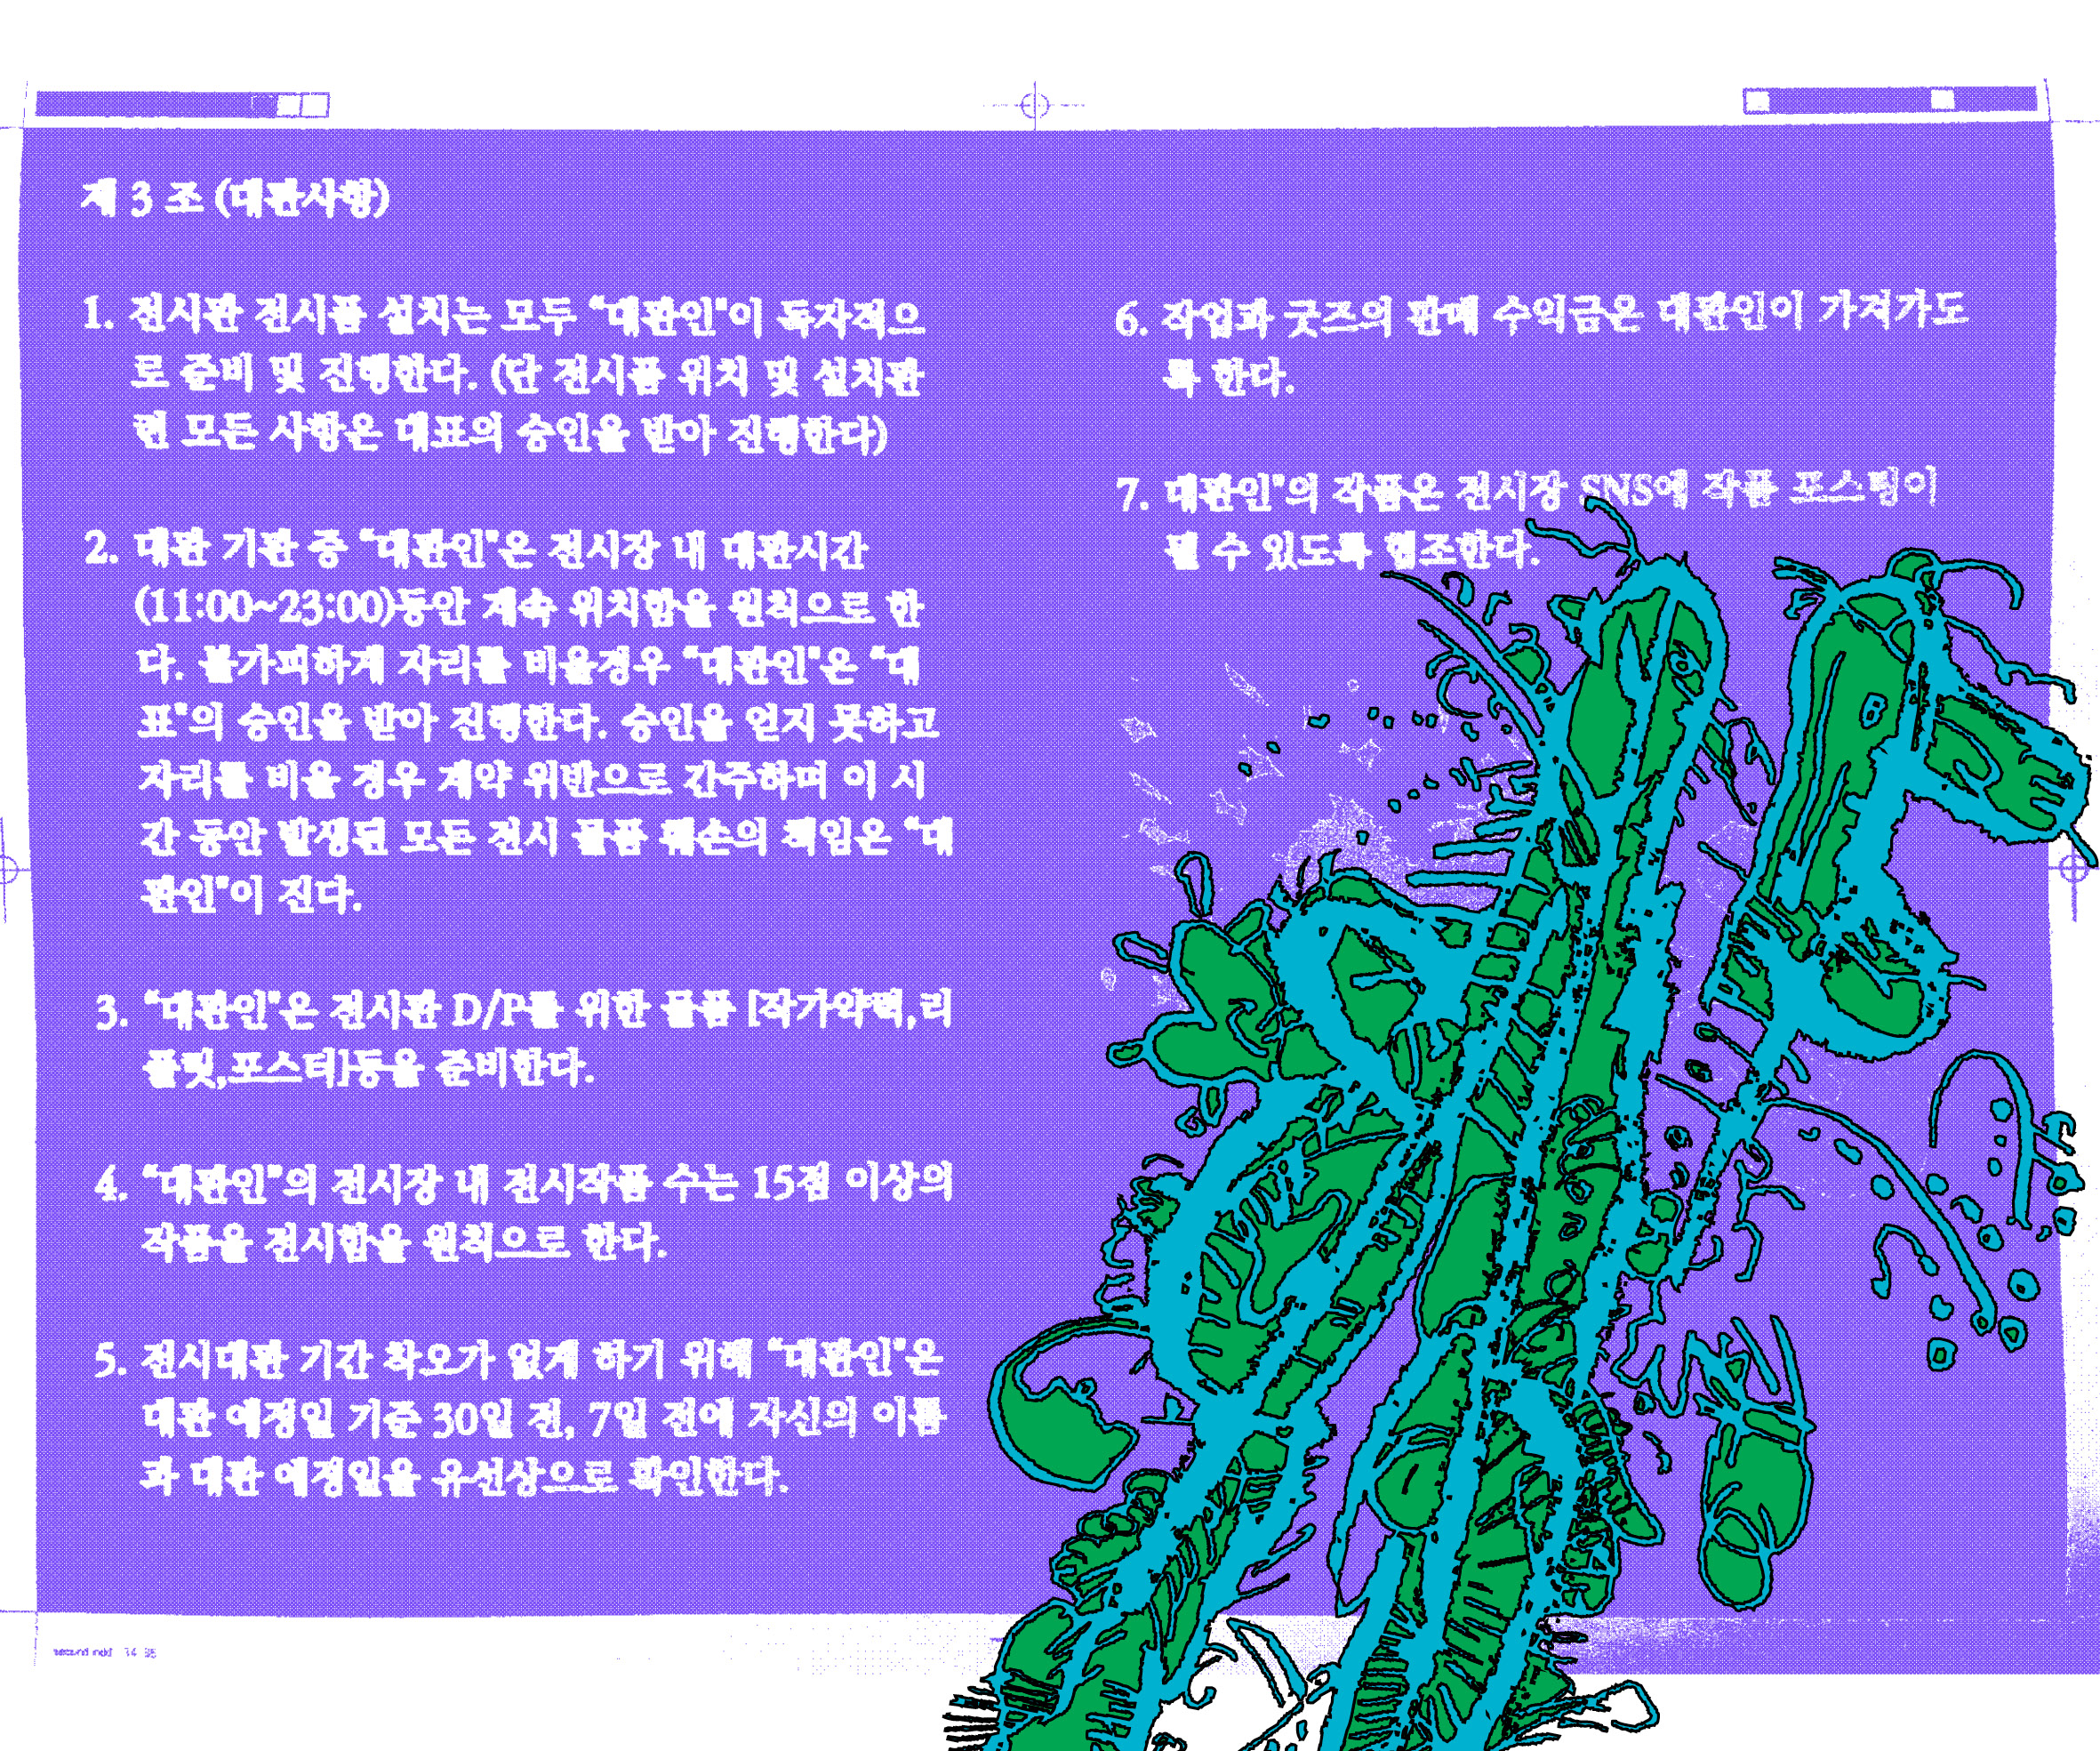 제 3 조 (대관사항)
1. 전시관 전시품 설치는 모두 “대관인"이 독자적으
로 준비 및 진행한다. (단 전시품 위치 및 설치관
련 모든 사항은 대표의 승인을 받아 진행한다)
2. 대관 기관 중 “대관인"은 전시장 내 대관시간
(11:00~23:00)동안 계속 위치함을 원칙으로 한
다. 불가피하게 자리를 비울경우 “대관인"은 “대
표"의 승인을 받아 진행한다. 승인을 얻지 못하고
자리를 비울 경우 계약 위반으로 간주하며 이 시
간 동안 발생된 모든 전시 물품 훼손의 책임은 “대
관인"이 진다.
3. “대관인"은 전시관 D/P를 위한 물품 [작가약력,리
플릿,포스터]등을 준비한다.
4. “대관인"의 전시장 내 전시작품 수는 15점 이상의
작품을 전시함을 원칙으로 한다.
5. 전시대관 기간 착오가 없게 하기 위해 “대관인"은
대관 예정일 기준 30일 전, 7일 전에 자신의 이름
과 대관 예정일을 유선상으로 확인한다.
6. 작업과 굿즈의 판매 수익금은 대관인이 가져가도
록 한다.
7. 대관인"의 작품은 전시장 SNS에 작품 포스팅이
될 수 있도록 협조한다.